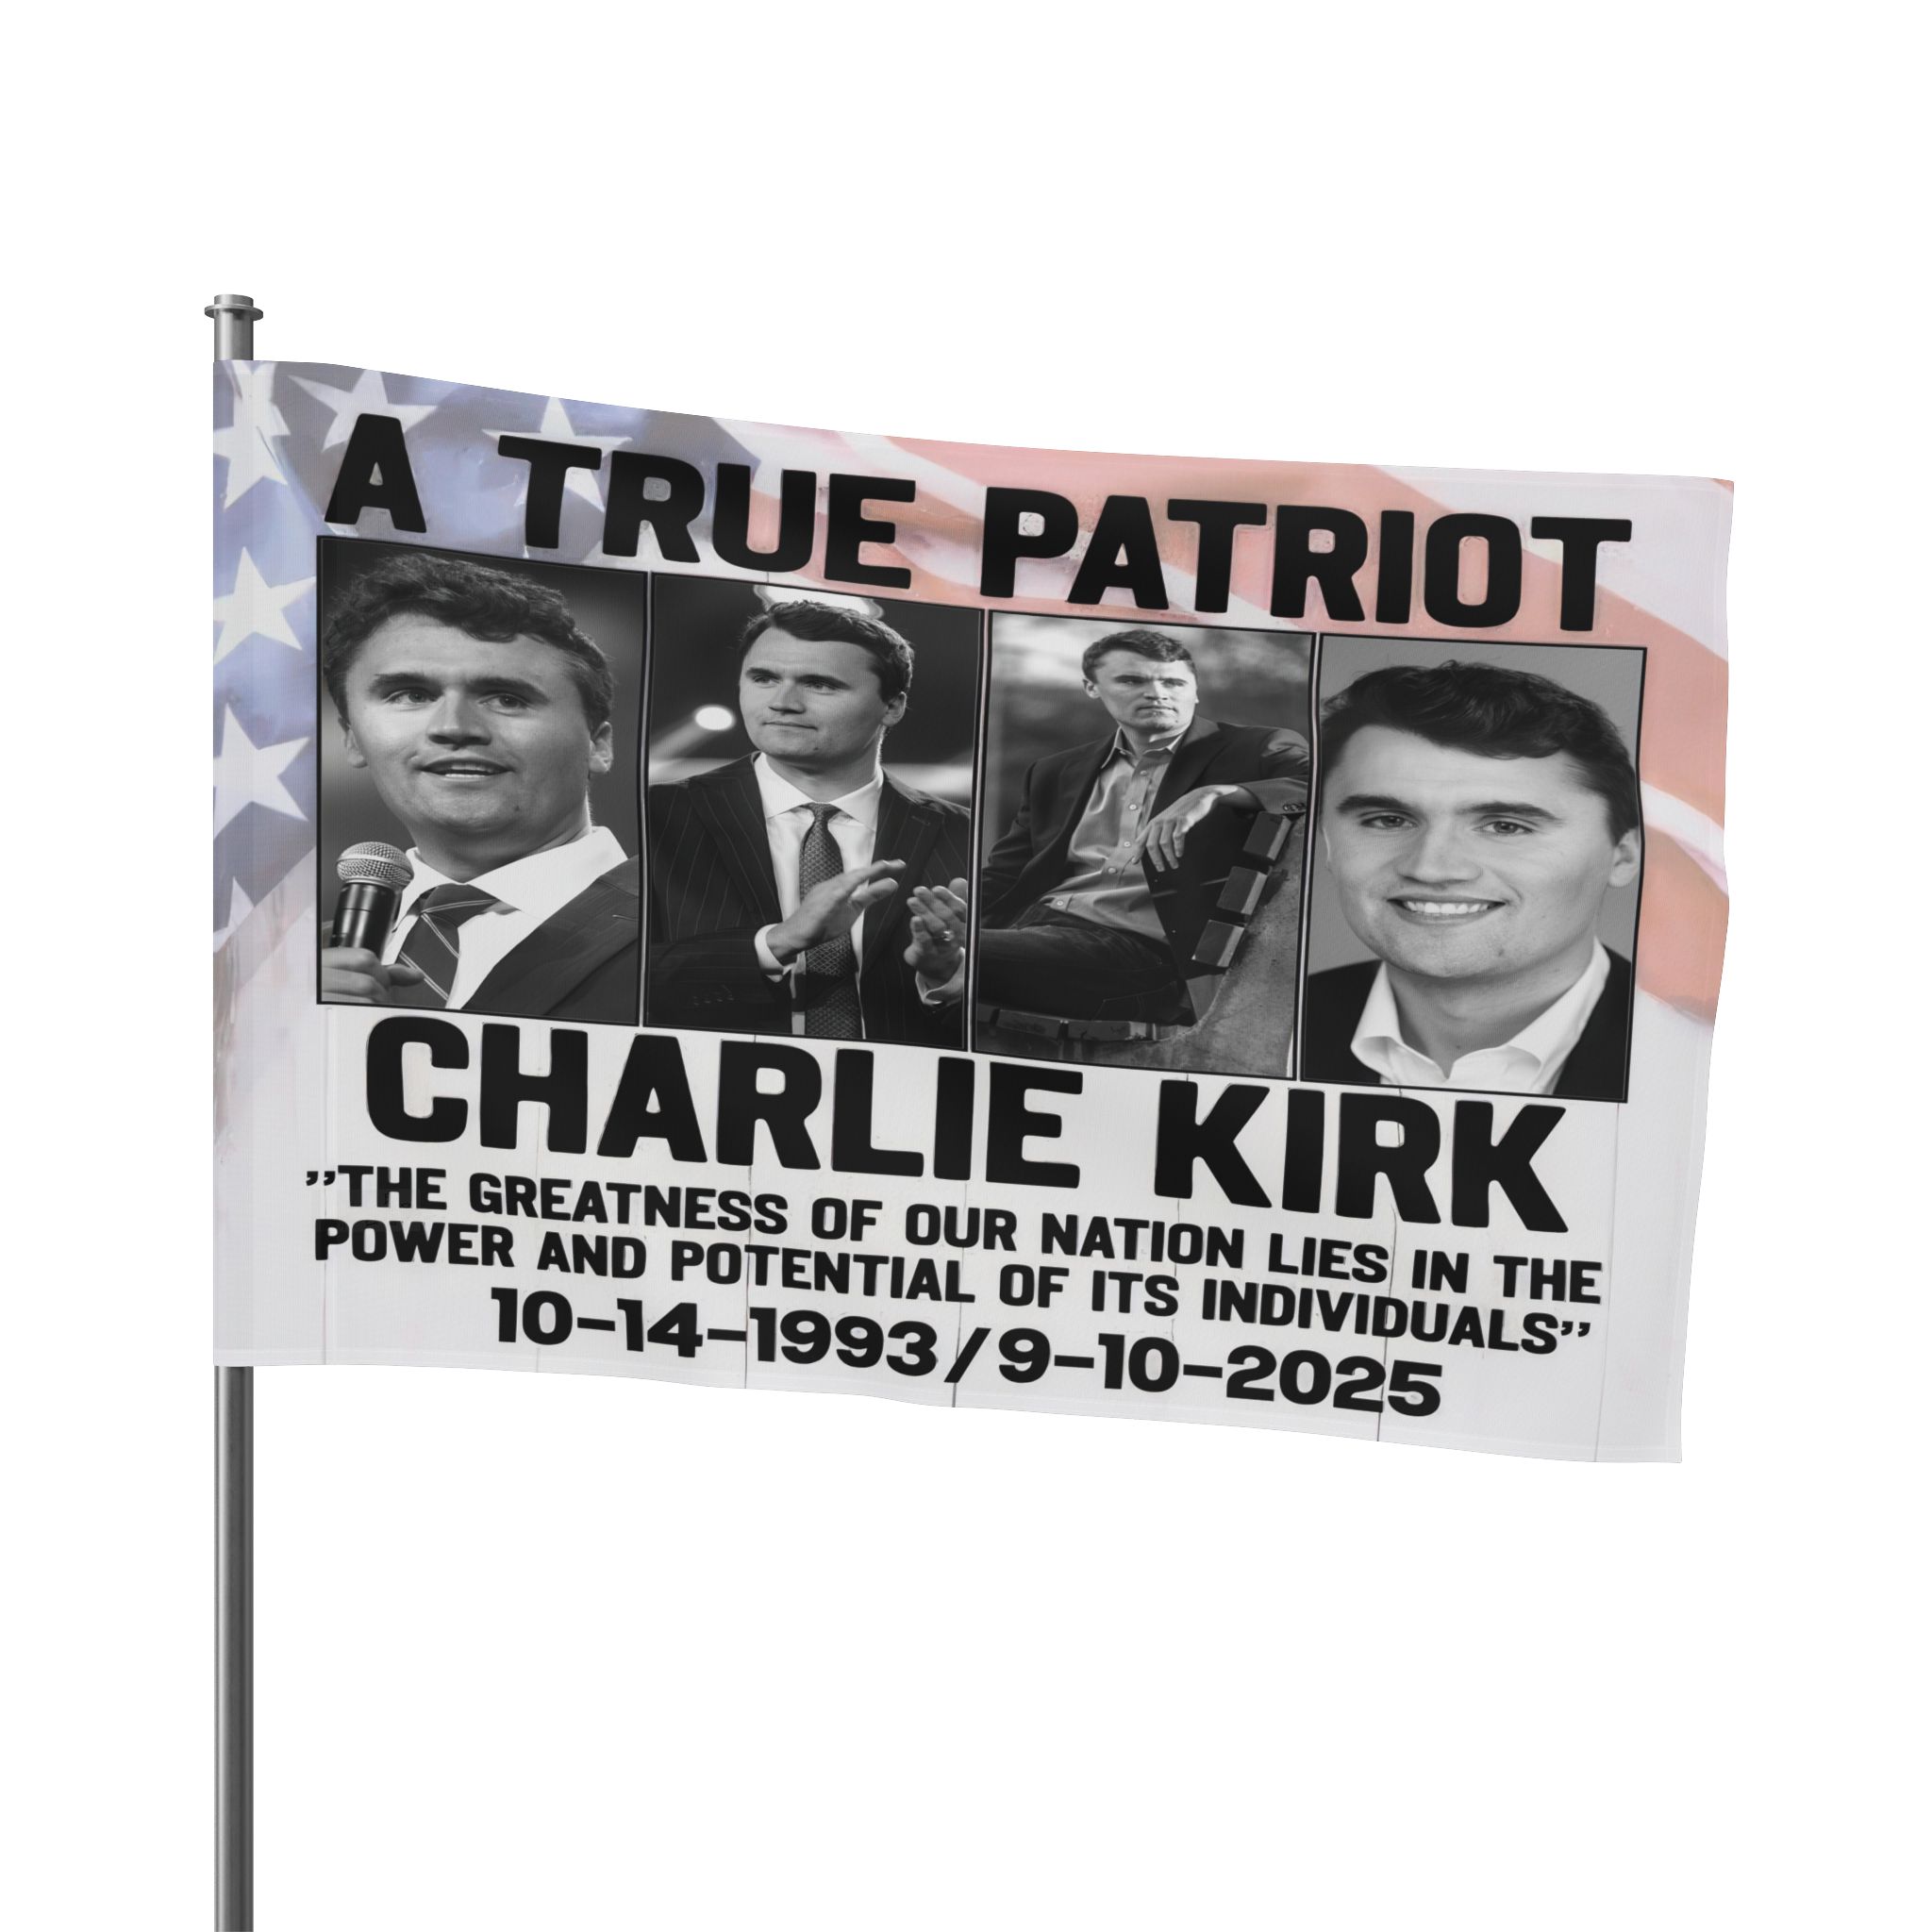 A TRUE PATRIOT
CHARLIE KIRK
”THE GREATNESS OF OUR NATION LIES IN THE
POWER AND POTENTIAL OF ITS INDIVIDUALS”
10-14-1993/9-10-2025